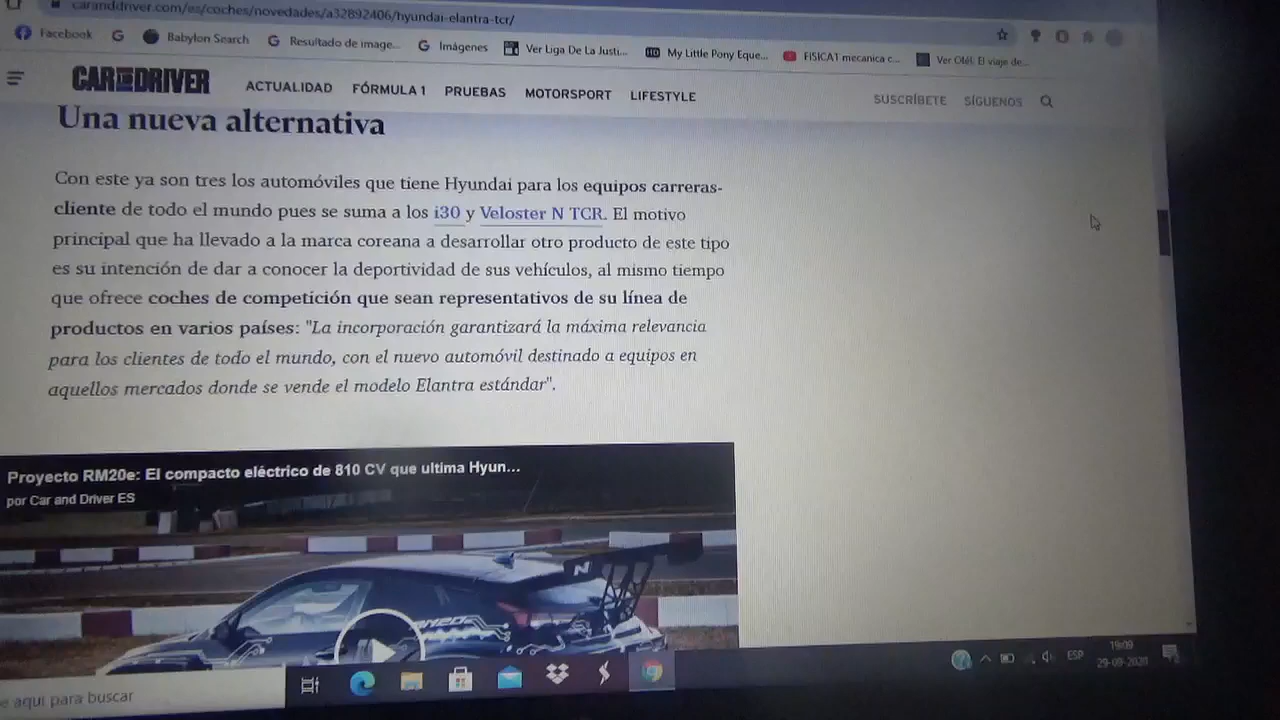 caranddriver.com/es/coches/novedades/a32892406/hyundai-elantra-tcr/
Facebook
Babylon Search
Resultado de image...
Imágenes
Ver Liga De La Justi...
My Little Pony Eque...
FISICA1 mecanica c...
Ver Olé!. El viaje de...
CAR AND DRIVER
ACTUALIDAD FÓRMULA 1 PRUEBAS MOTORSPORT LIFESTYLE
SUSCRÍBETE SÍGUENOS
Una nueva alternativa
Con este ya son tres los automóviles que tiene Hyundai para los equipos carreras-
cliente de todo el mundo pues se suma a los i30 y Veloster N TCR. El motivo
principal que ha llevado a la marca coreana a desarrollar otro producto de este tipo
es su intención de dar a conocer la deportividad de sus vehículos, al mismo tiempo
que ofrece coches de competición que sean representativos de su línea de
productos en varios países: "La incorporación garantizará la máxima relevancia
para los clientes de todo el mundo, con el nuevo automóvil destinado a equipos en
aquellos mercados donde se vende el modelo Elantra estándar".
Proyecto RM20e: El compacto eléctrico de 810 CV que ultima Hyun...
por Car and Driver ES
N
e aquí para buscar
ESP
19:09
29-09-2020